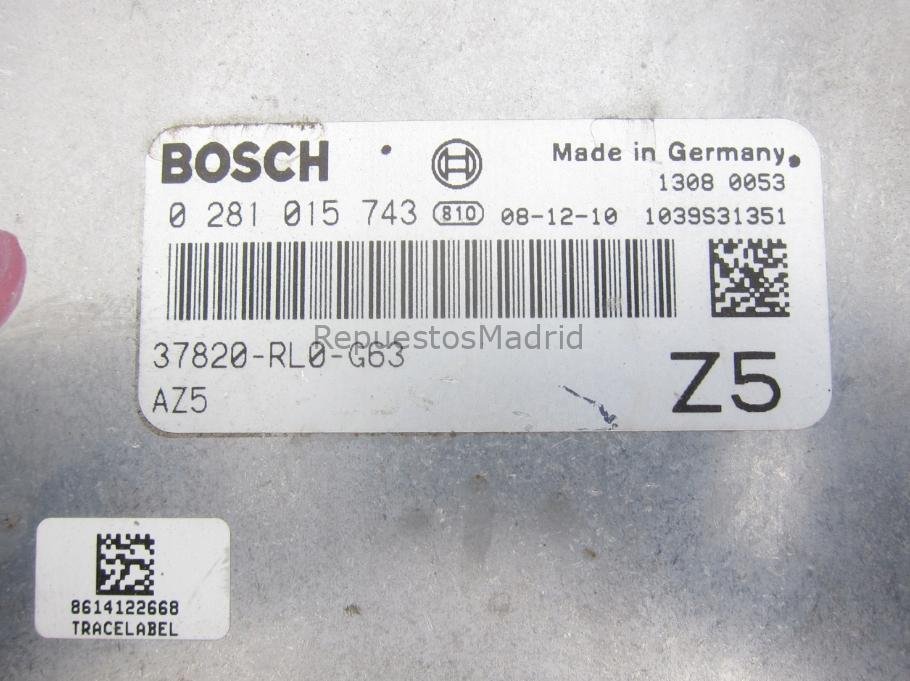 BOSCH
Made in Germany.
1308 0053
0 281 015 743 810 08-12-10 1039S31351
RepuestosMadrid
37820-RL0-G63
AZ5
Z5
8614122668
TRACELABEL